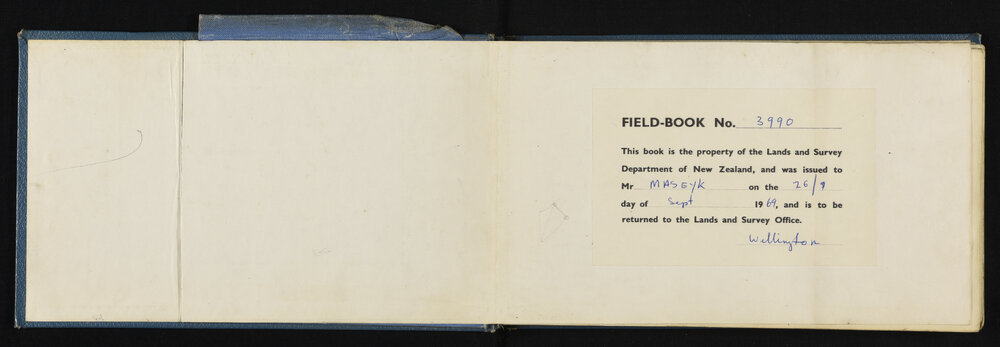 FIELD-BOOK No. 3990
This book is the property of the Lands and Survey
Department of New Zealand, and was issued to
Mr MASEYK on the 26/9
day of Sept 1969, and is to be
returned to the Lands and Survey Office.
Wellington